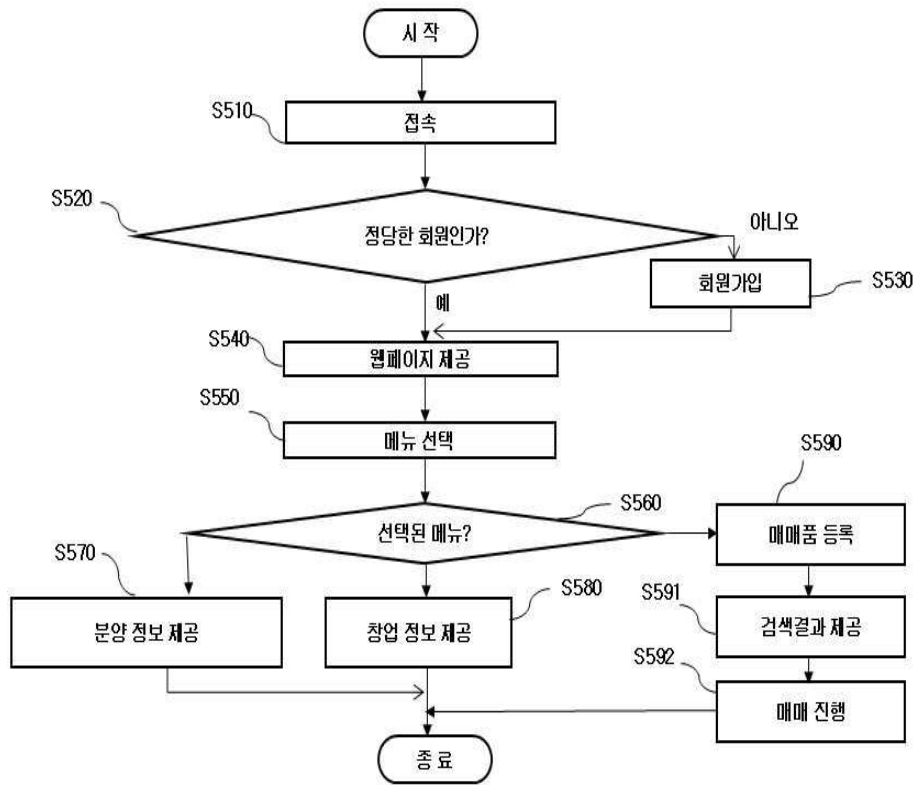 시 작
S510
접속
S520
정당한 회원인가?
아니오
회원가입
S530
예
S540
웹페이지 제공
S550
메뉴 선택
S590
S560
선택된 메뉴?
매매품 등록
S570
분양 정보 제공
창업 정보 제공
S580
S591
검색결과 제공
S592
매매 진행
종 료